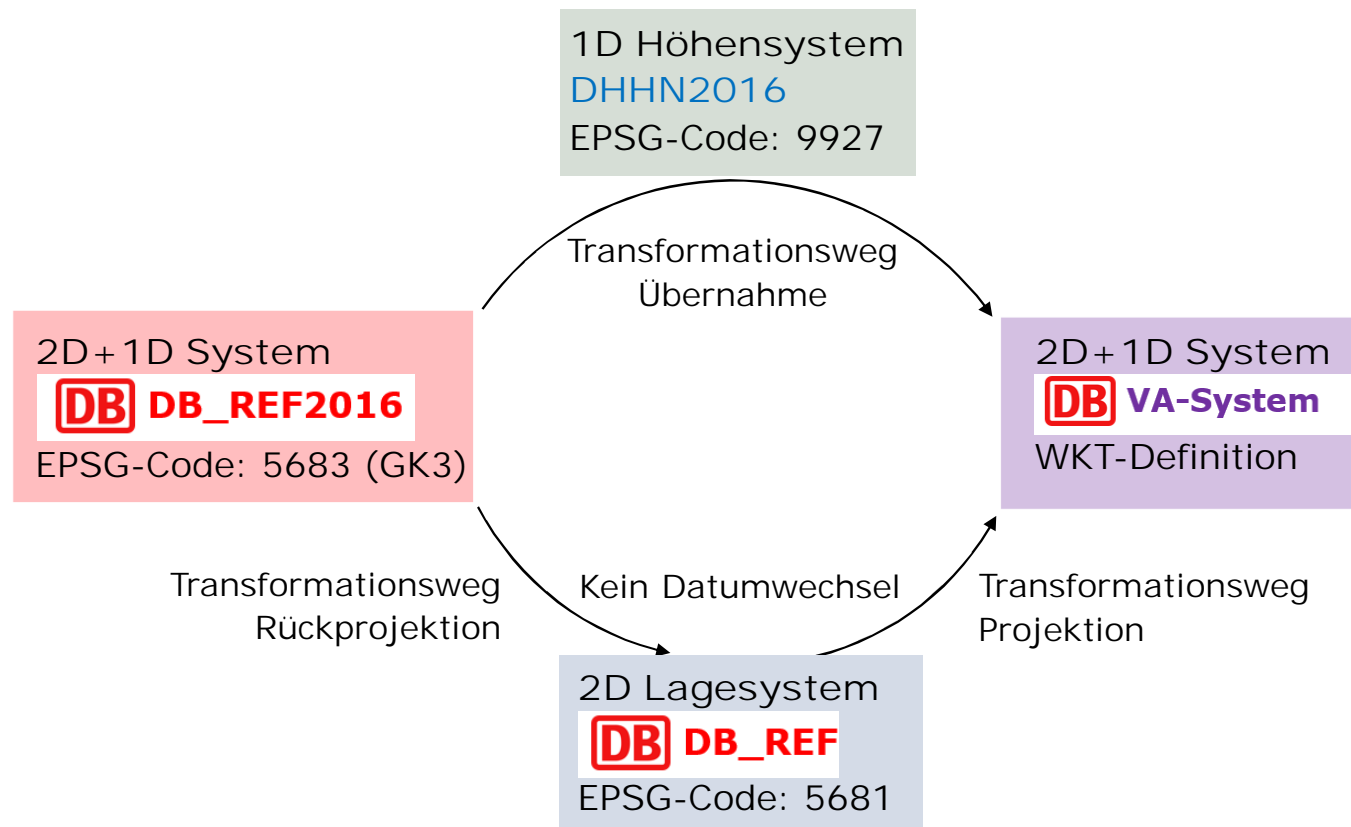 1D Höhensystem
DHHN2016
EPSG-Code: 9927
Transformationsweg
Übernahme
2D+1D System
DB DB_REF2016
EPSG-Code: 5683 (GK3)
2D+1D System
DB VA-System
WKT-Definition
Transformationsweg
Rückprojektion
Kein Datumwechsel
Transformationsweg
Projektion
2D Lagesystem
DB DB_REF
EPSG-Code: 5681